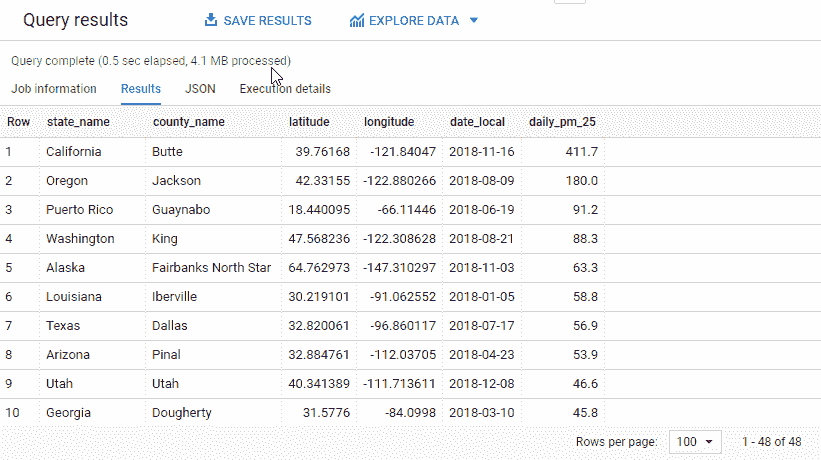 Query results SAVE RESULTS EXPLORE DATA
Query complete (0.5 sec elapsed, 4.1 MB processed)
Job information Results JSON Execution details
Row state_name county_name latitude longitude date_local daily_pm_25
1 California Butte 39.76168 -121.84047 2018-11-16 411.7
2 Oregon Jackson 42.33155 -122.880266 2018-08-09 180.0
3 Puerto Rico Guaynabo 18.440095 -66.11446 2018-06-19 91.2
4 Washington King 47.568236 -122.308628 2018-08-21 88.3
5 Alaska Fairbanks North Star 64.762973 -147.310297 2018-11-03 63.3
6 Louisiana Iberville 30.219101 -91.062552 2018-01-05 58.8
7 Texas Dallas 32.820061 -96.860117 2018-07-17 56.9
8 Arizona Pinal 32.884761 -112.03705 2018-04-23 53.9
9 Utah Utah 40.341389 -111.713611 2018-12-08 46.6
10 Georgia Dougherty 31.5776 -84.0998 2018-03-10 45.8
Rows per page: 100 1 - 48 of 48